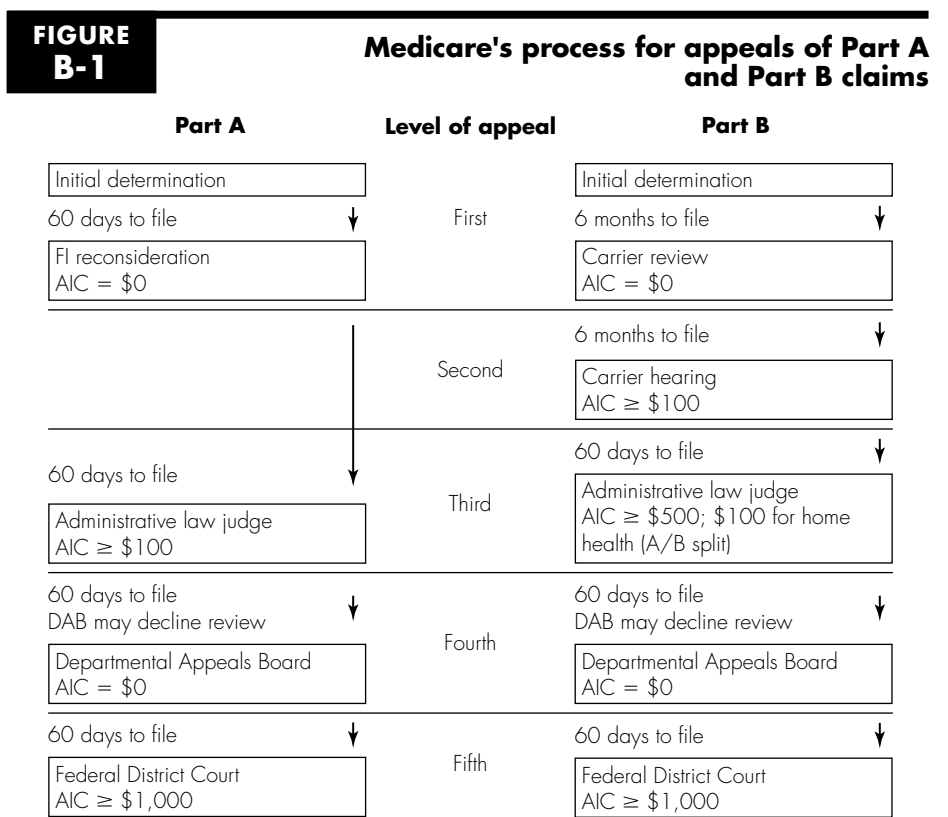 FIGURE
B-1
Medicare's process for appeals of Part A
and Part B claims
Part A
Level of appeal
Part B
Initial determination
60 days to file
FI reconsideration
AIC = $0
First
Initial determination
6 months to file
Carrier review
AIC = $0
Second
6 months to file
Carrier hearing
AIC ≥ $100
60 days to file
Administrative law judge
AIC ≥ $100
Third
60 days to file
Administrative law judge
AIC ≥ $500; $100 for home
health (A/B split)
60 days to file
DAB may decline review
Departmental Appeals Board
AIC = $0
Fourth
60 days to file
DAB may decline review
Departmental Appeals Board
AIC = $0
60 days to file
Federal District Court
AIC ≥ $1,000
Fifth
60 days to file
Federal District Court
AIC ≥ $1,000